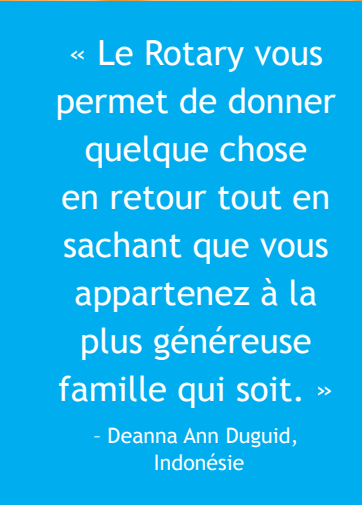 « Le Rotary vous
permet de donner
quelque chose
en retour tout en
sachant que vous
appartenez à la
plus généreuse
famille qui soit. »
– Deanna Ann Duguid,
Indonésie